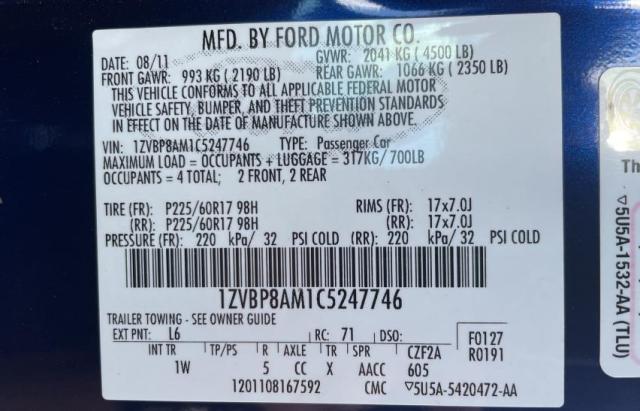 MFD. BY FORD MOTOR CO.
DATE: 08/11 GVWR: 2041 KG ( 4500 LB)
FRONT GAWR: 993 KG ( 2190 LB) REAR GAWR: 1066 KG ( 2350 LB)
THIS VEHICLE CONFORMS TO ALL APPLICABLE FEDERAL MOTOR
VEHICLE SAFETY, BUMPER, AND THEFT PREVENTION STANDARDS
IN EFFECT ON THE DATE OF MANUFACTURE SHOWN ABOVE.
VIN: 1ZVBP8AM1C5247746 TYPE: Passenger Car
MAXIMUM LOAD = OCCUPANTS + LUGGAGE = 317KG/ 700LB
OCCUPANTS = 4 TOTAL; 2 FRONT, 2 REAR
TIRE (FR): P225/60R17 98H RIMS (FR): 17x7.0J
(RR): P225/60R17 98H (RR): 17x7.0J
PRESSURE (FR): 220 kPa/ 32 PSI COLD (RR): 220 kPa/ 32 PSI COLD
1ZVBP8AM1C5247746
TRAILER TOWING - SEE OWNER GUIDE
EXT PNT: L6 RC: 71 DSO: F0127
INT TR TP/PS R AXLE TR SPR CZF2A R0191
1W 5 CC X AACC 605
1201108167592 CMC ▽5U5A-5420472-AA
Th
▽5U5A-1532-AA (TLU)